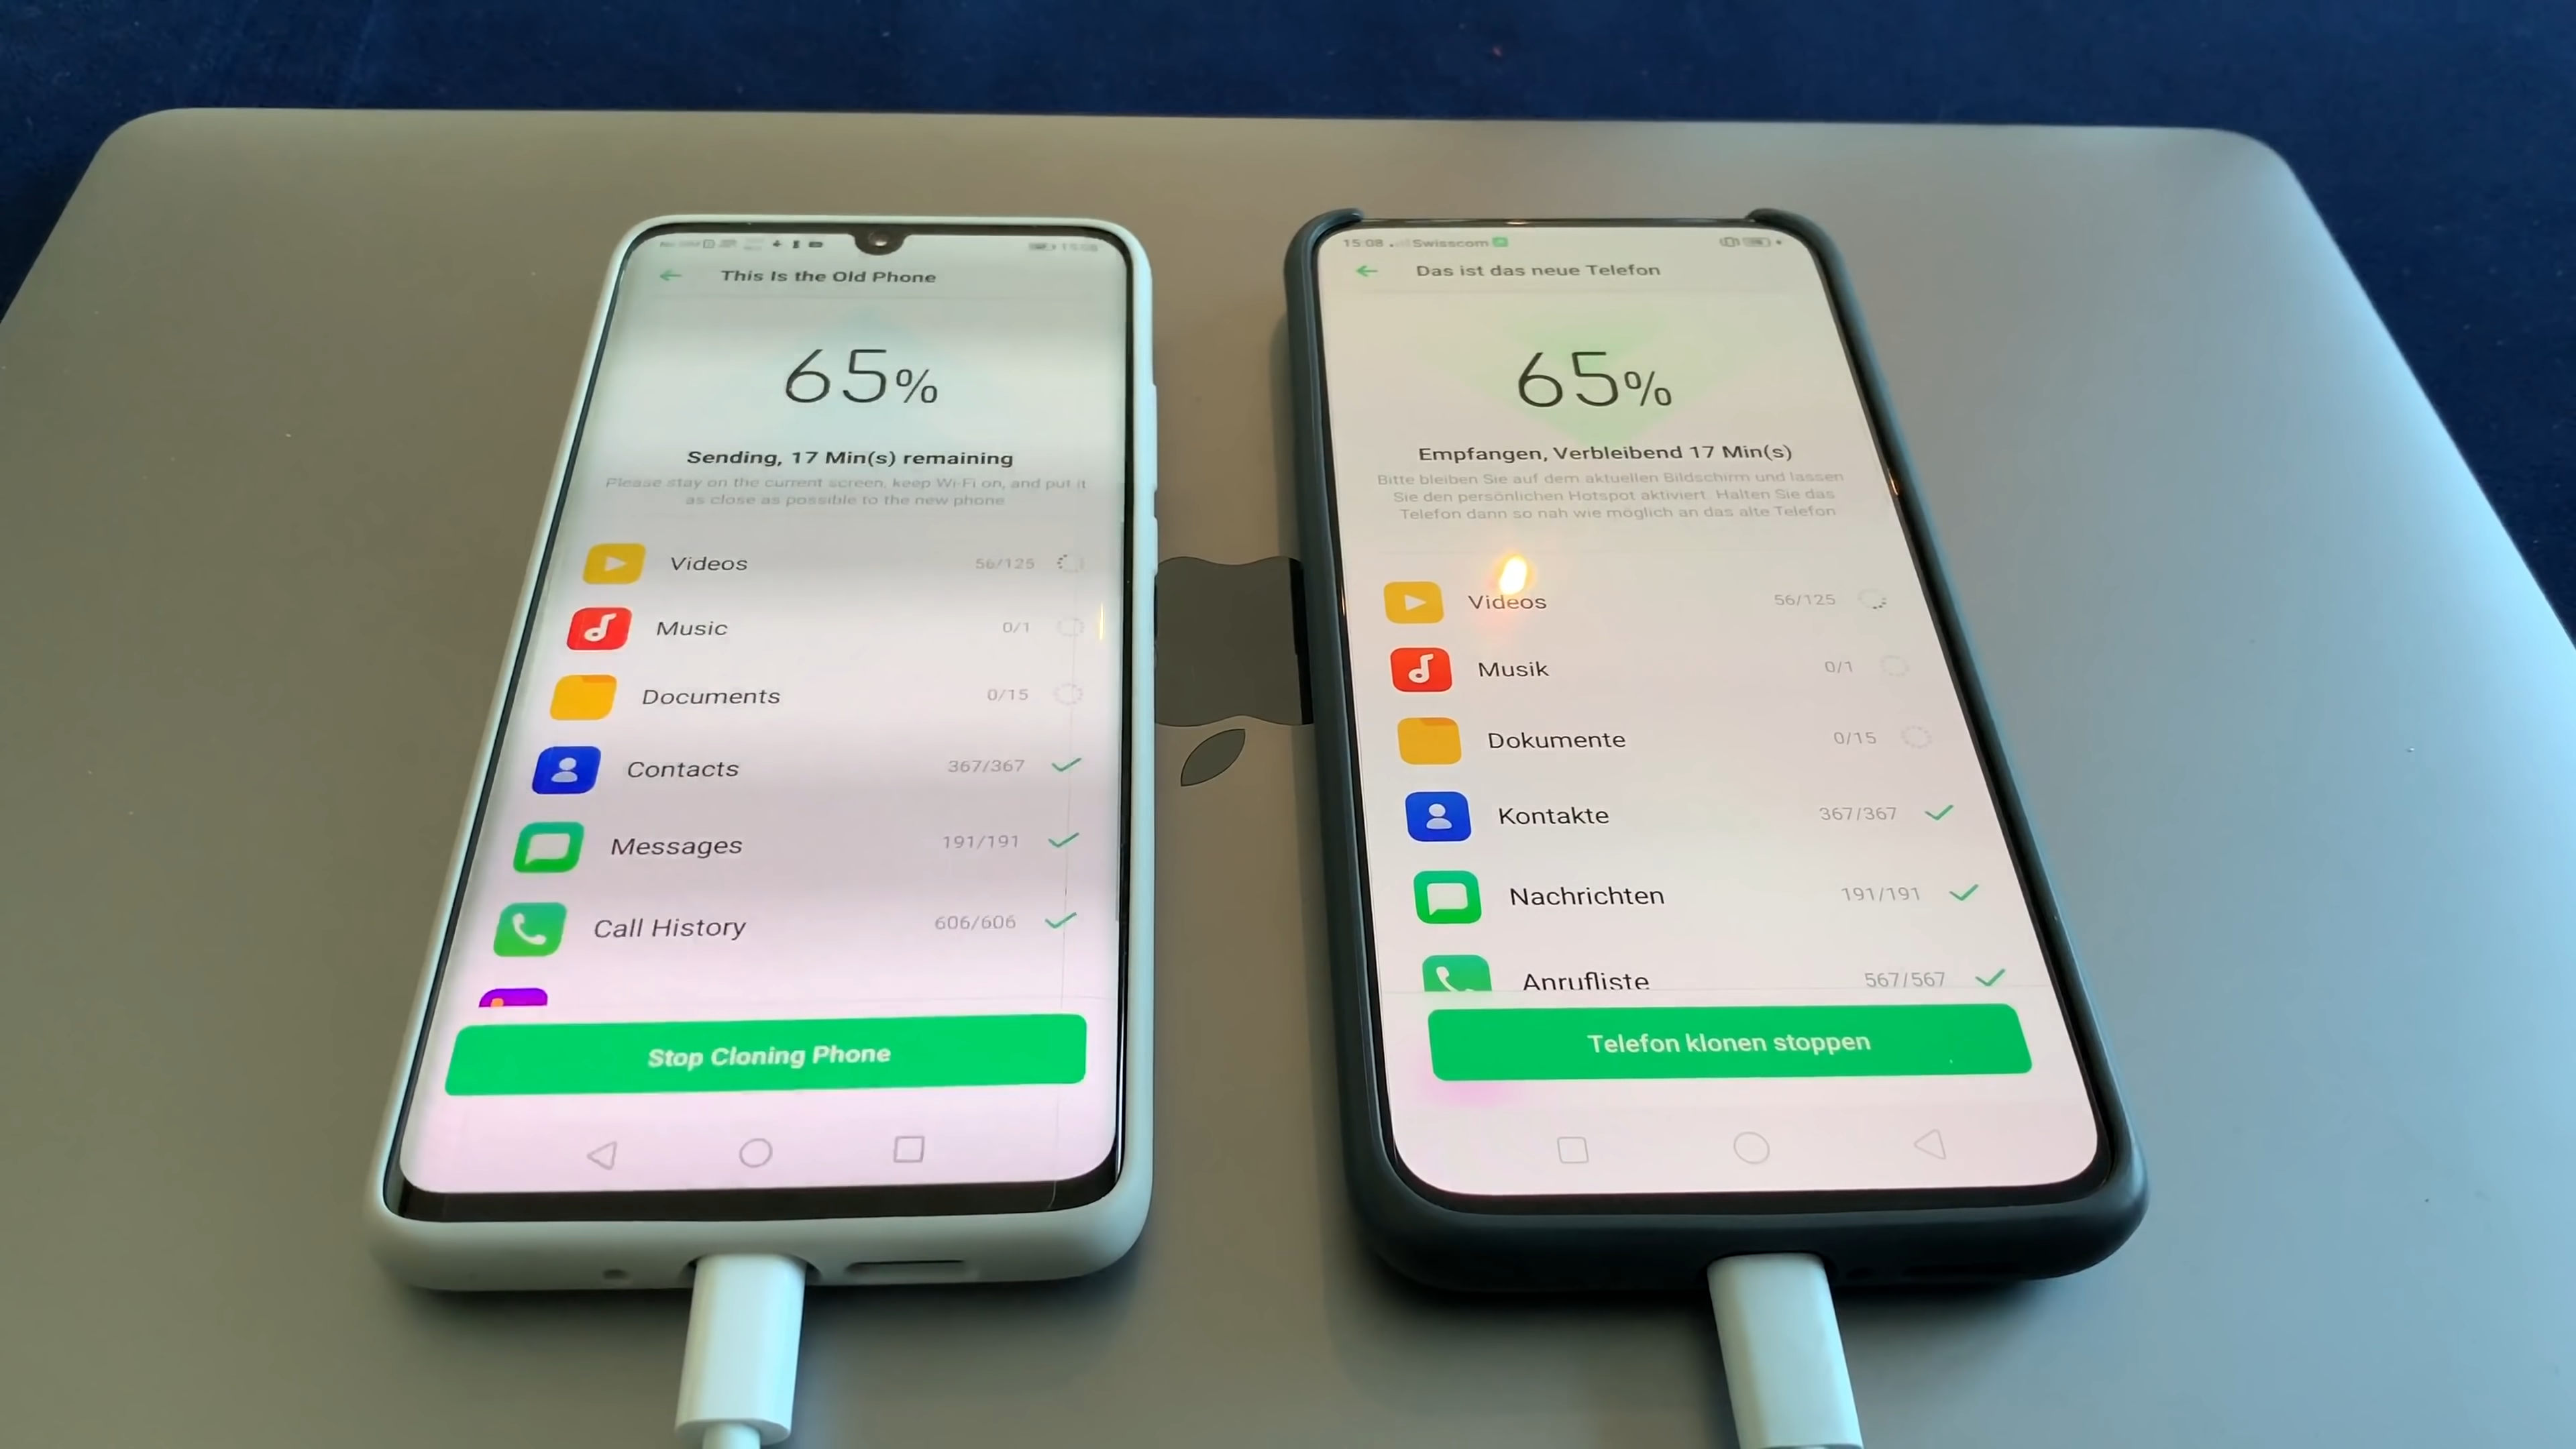 This Is the Old Phone
65%
Sending, 17 Min(s) remaining
Please stay on the current screen, keep Wi-Fi on, and put it
as close as possible to the new phone
Videos 56/125
Music 0/1
Documents 0/15
Contacts 367/367
Messages 191/191
Call History 606/606
Stop Cloning Phone
15:08 Swisscom
Das ist das neue Telefon
65%
Empfangen, Verbleibend 17 Min(s)
Bitte bleiben Sie auf dem aktuellen Bildschirm und lassen
Sie den persönlichen Hotspot aktiviert. Halten Sie das
Telefon dann so nah wie möglich an das alte Telefon
Videos 56/125
Musik 0/1
Dokumente 0/15
Kontakte 367/367
Nachrichten 191/191
Anrufliste 567/567
Telefon klonen stoppen